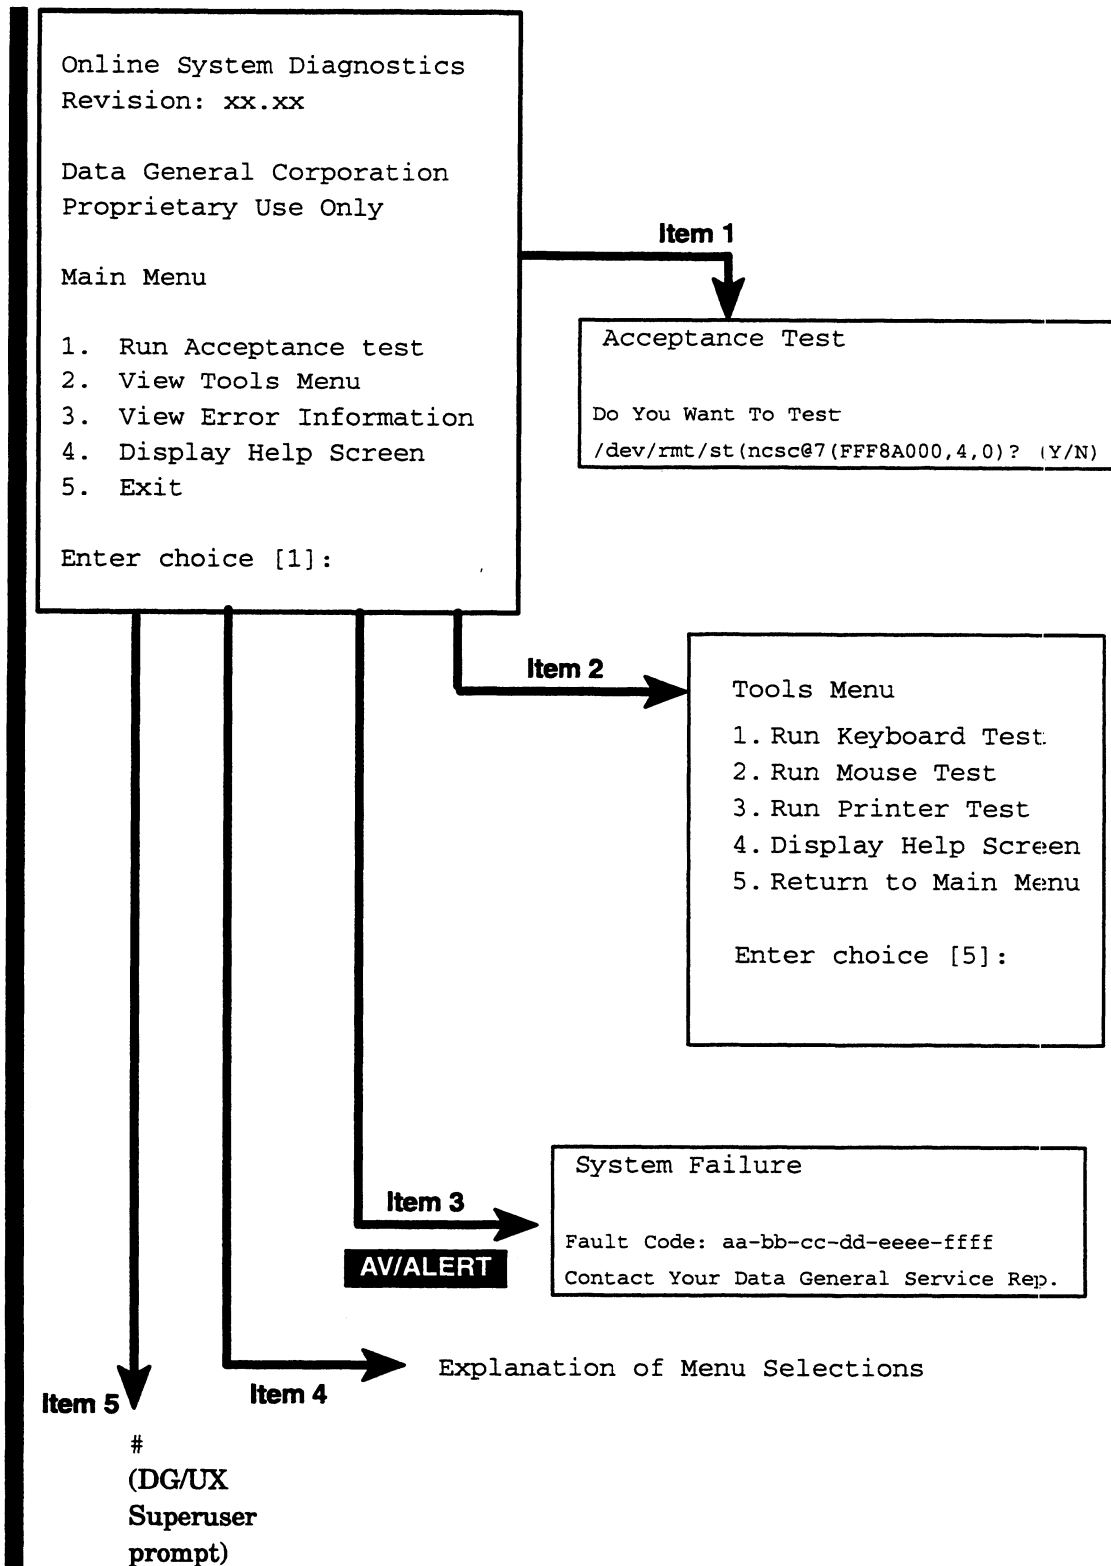 Online System Diagnostics
Revision: xx.xx
Data General Corporation
Proprietary Use Only
Main Menu
1. Run Acceptance test
2. View Tools Menu
3. View Error Information
4. Display Help Screen
5. Exit
Enter choice [1]:
Item 1
Acceptance Test
Do You Want To Test
/dev/rmt/st(ncsc@7(FFF8A000,4,0)? (Y/N)
Item 2
Tools Menu
1. Run Keyboard Test
2. Run Mouse Test
3. Run Printer Test
4. Display Help Screen
5. Return to Main Menu
Enter choice [5]:
Item 3
AV/ALERT
System Failure
Fault Code: aa-bb-cc-dd-eeee-ffff
Contact Your Data General Service Rep.
Item 4
Explanation of Menu Selections
Item 5
#
(DG/UX
Superuser
prompt)